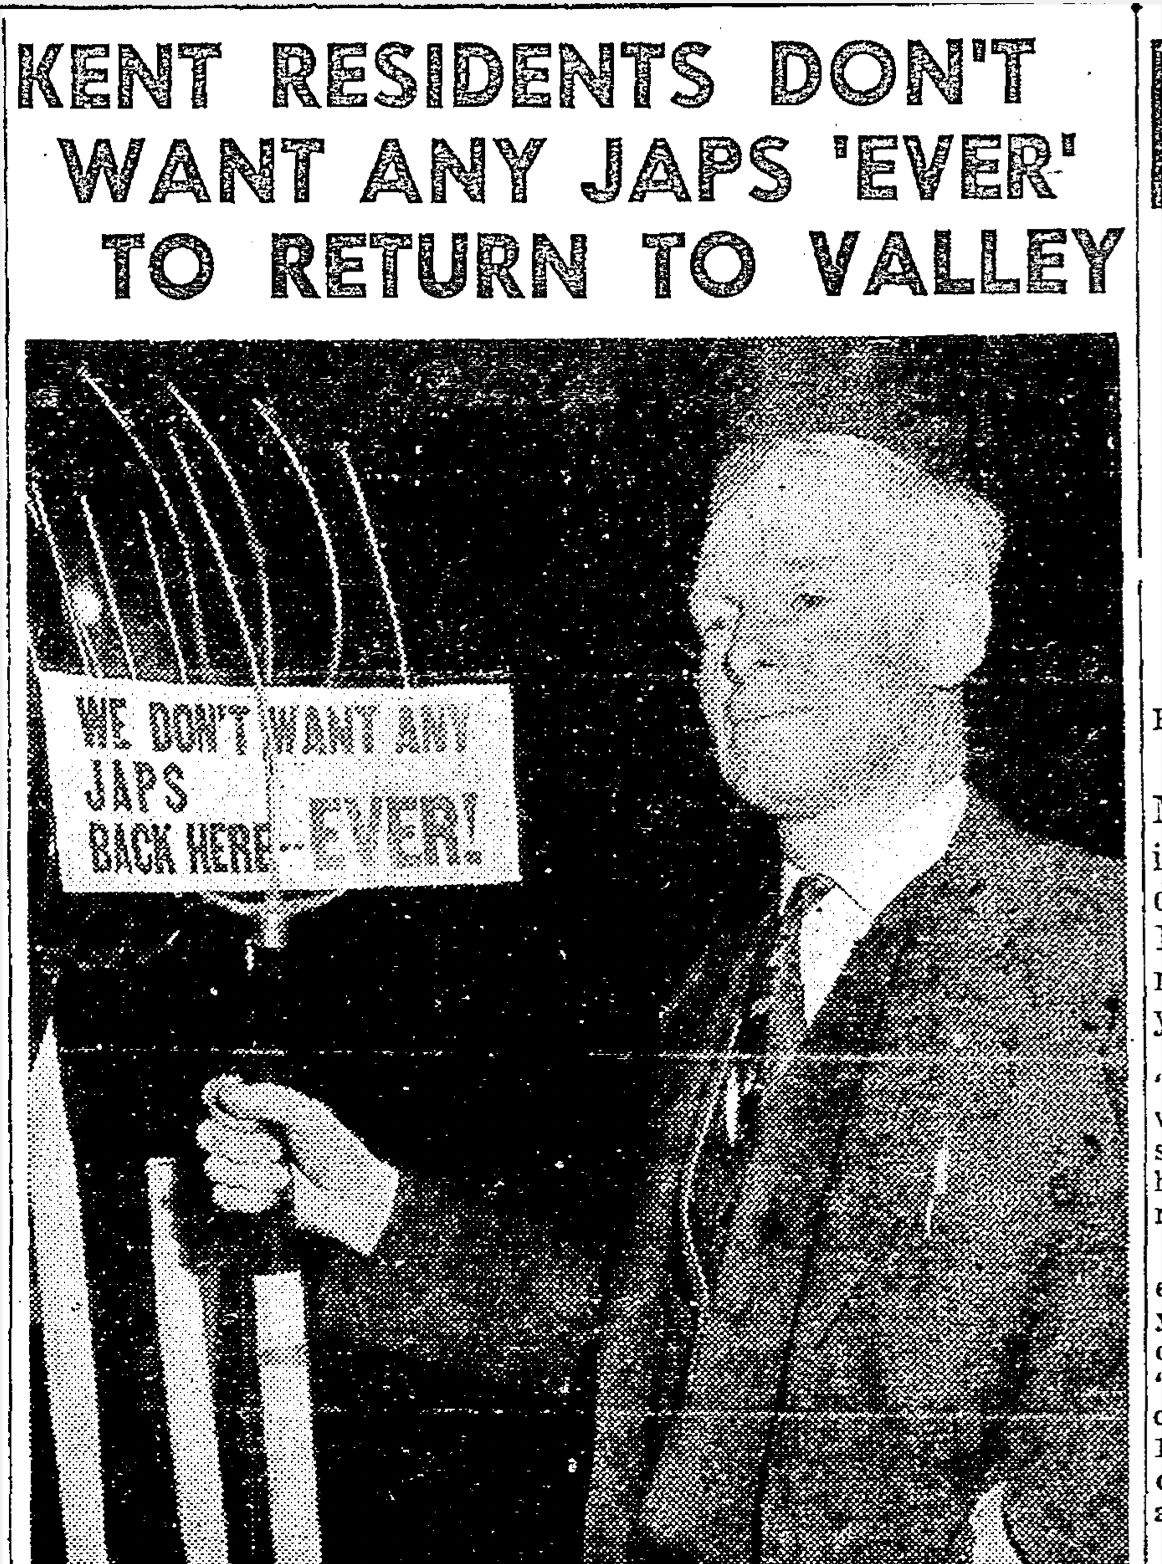 KENT RESIDENTS DON'T
WANT ANY JAPS 'EVER'
TO RETURN TO VALLEY
WE DON'T WANT ANY
JAPS
BACK HERE--EVER!